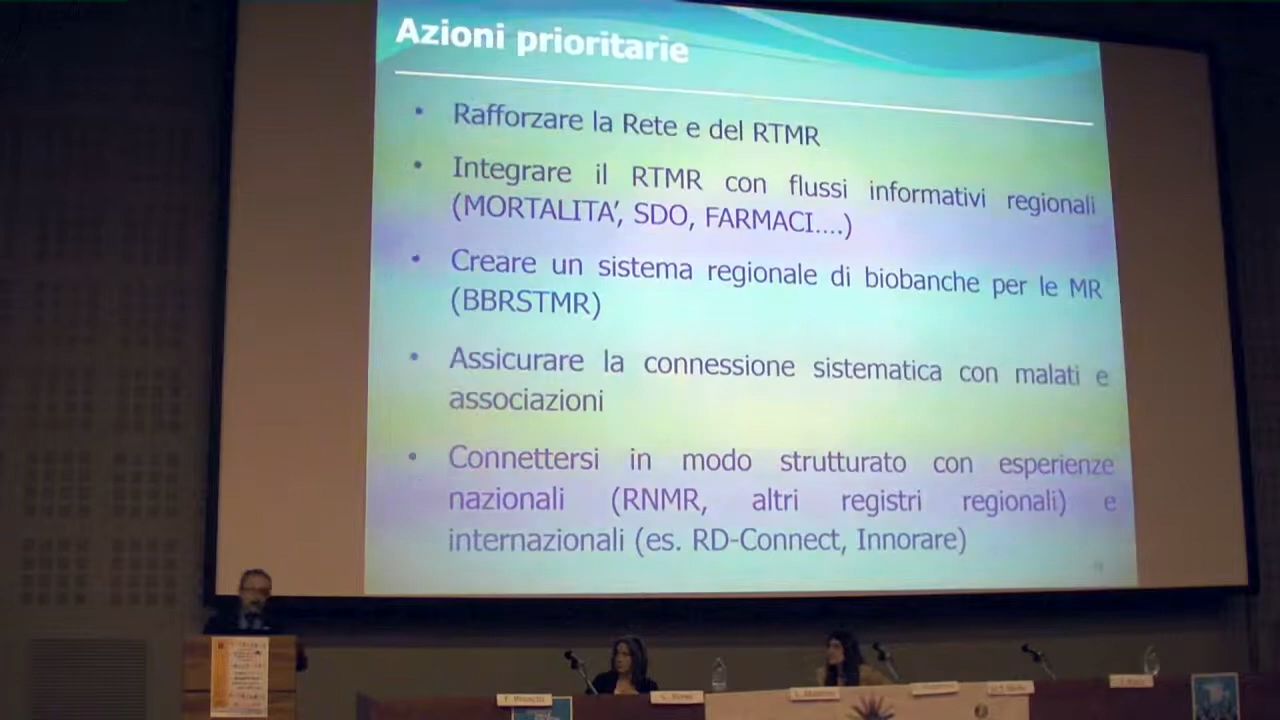 Azioni prioritarie
• Rafforzare la Rete e del RTMR
• Integrare il RTMR con flussi informativi regionali
(MORTALITA', SDO, FARMACI....)
• Creare un sistema regionale di biobanche per le MR
(BBRSTMR)
• Assicurare la connessione sistematica con malati e
associazioni
• Connettersi in modo strutturato con esperienze
nazionali (RNMR, altri registri regionali) e
internazionali (es. RD-Connect, Innorare)